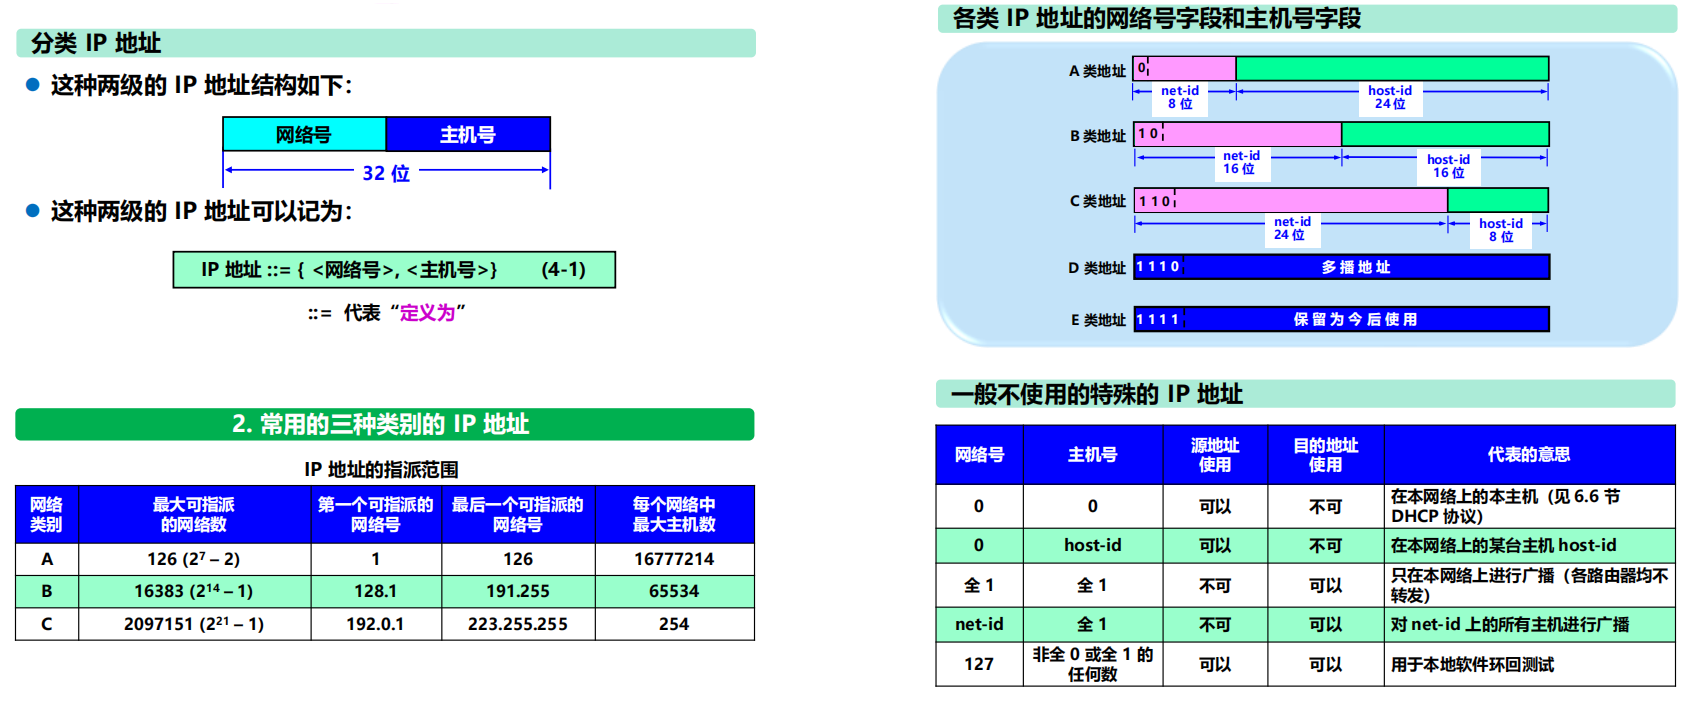 分类 IP 地址
● 这种两级的 IP 地址结构如下：
网络号 主机号
32 位
● 这种两级的 IP 地址可以记为：
IP 地址 ::= { <网络号>, <主机号>} (4-1)
::= 代表“定义为”
各类 IP 地址的网络号字段和主机号字段
A 类地址 0
net-id host-id
8 位 24 位
B 类地址 1 0
net-id host-id
16 位 16 位
C 类地址 1 1 0
net-id host-id
24 位 8 位
D 类地址 1 1 1 0 多 播 地 址
E 类地址 1 1 1 1 保 留 为 今 后 使 用
2. 常用的三种类别的 IP 地址
IP 地址的指派范围
网络 最大可指派 第一个可指派的 最后一个可指派的 每个网络中
类别 的网络数 网络号 网络号 最大主机数
A 126 (2⁷ – 2) 1 126 16777214
B 16383 (2¹⁴ – 1) 128.1 191.255 65534
C 2097151 (2²¹ – 1) 192.0.1 223.255.255 254
一般不使用的特殊的 IP 地址
网络号 主机号 源地址 目的地址 代表的意思
使用 使用
0 0 可以 不可 在本网络上的本主机（见 6.6 节
DHCP 协议）
0 host-id 可以 不可 在本网络上的某台主机 host-id
全 1 全 1 不可 可以 只在本网络上进行广播（各路由器均不
转发）
net-id 全 1 不可 可以 对 net-id 上的所有主机进行广播
127 非全 0 或全 1 的 可以 可以 用于本地软件环回测试
任何数